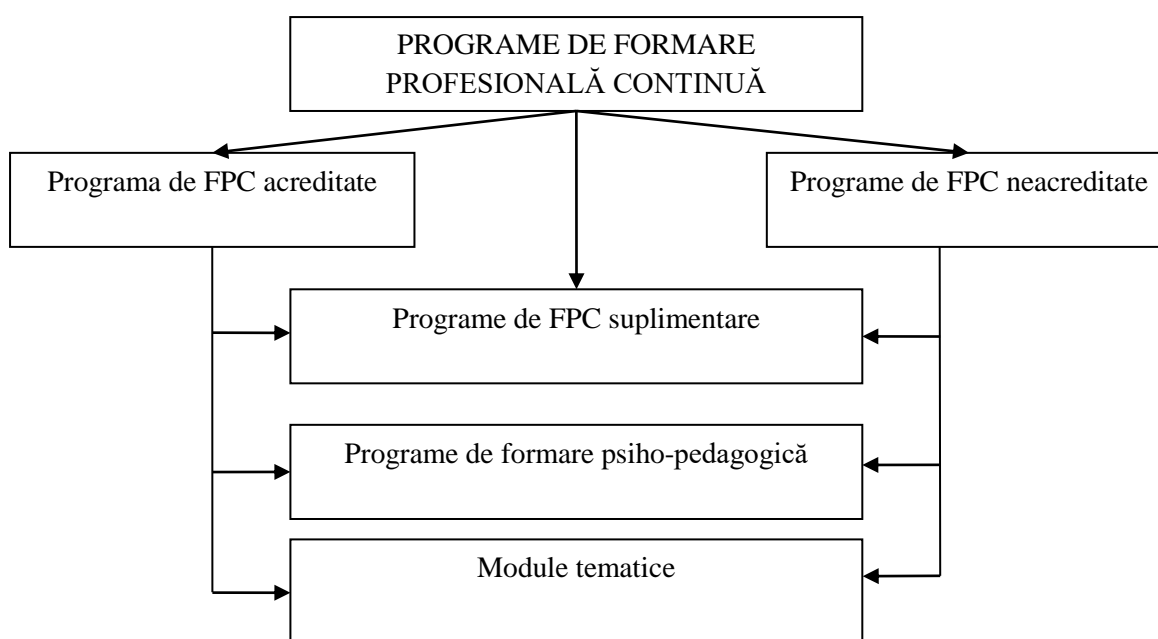 PROGRAME DE FORMARE
PROFESIONALĂ CONTINUĂ
Programa de FPC acreditate
Programe de FPC neacreditate
Programe de FPC suplimentare
Programe de formare psiho-pedagogică
Module tematice